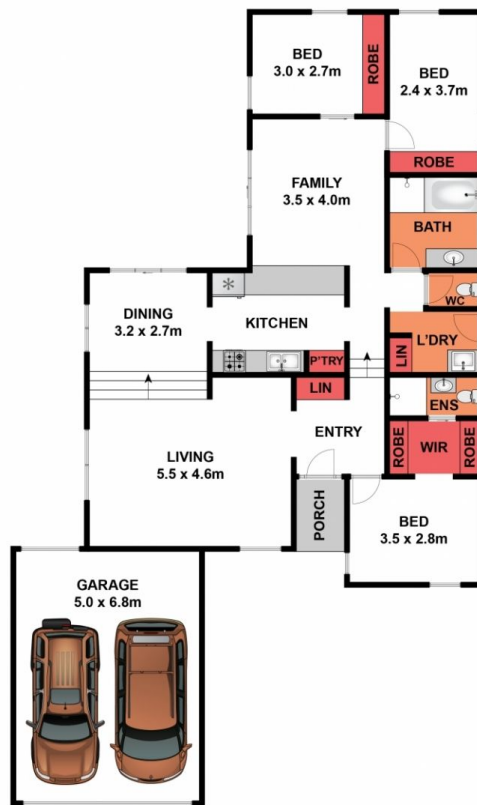 BED
3.0 x 2.7m
ROBE
BED
2.4 x 3.7m
ROBE
FAMILY
3.5 x 4.0m
BATH
WC
DINING
3.2 x 2.7m
KITCHEN
L'DRY
LIN
P'TRY
LIN
ENS
ENTRY
ROBE
WIR
ROBE
LIVING
5.5 x 4.6m
PORCH
BED
3.5 x 2.8m
GARAGE
5.0 x 6.8m